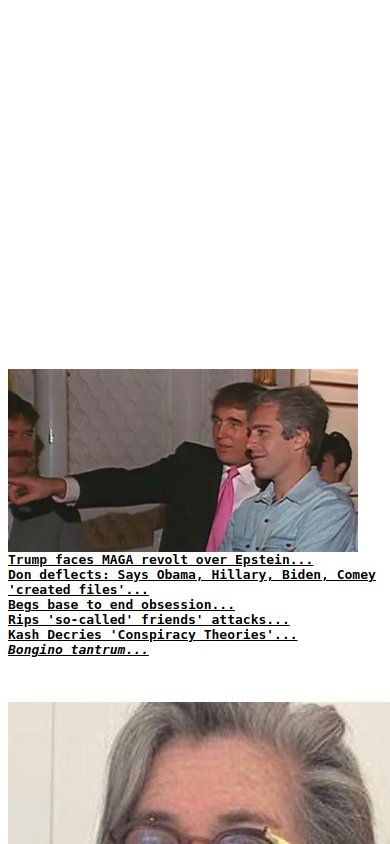 Trump faces MAGA revolt over Epstein...
Don deflects: Says Obama, Hillary, Biden, Comey
'created files'...
Begs base to end obsession...
Rips 'so-called' friends' attacks...
Kash Decries 'Conspiracy Theories'...
Bongino tantrum...